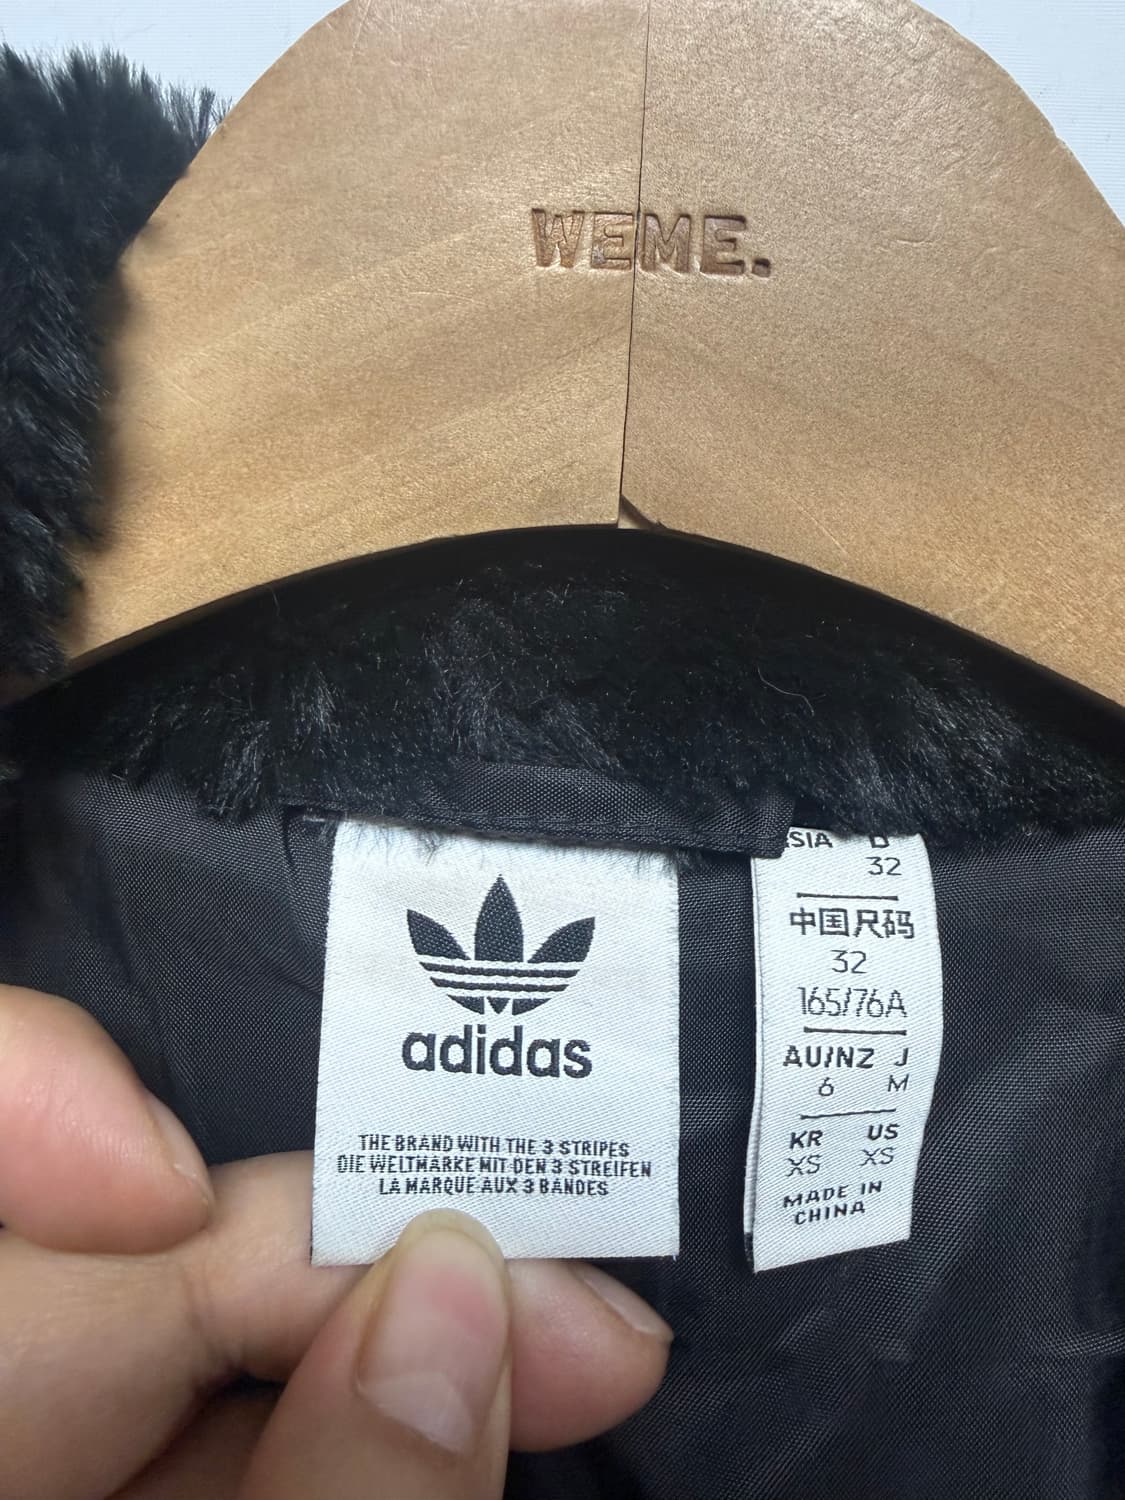 WEME.
adidas
THE BRAND WITH THE 3 STRIPES
DIE WELTMARKE MIT DEN 3 STREIFEN
LA MARQUE AUX 3 BANDES
32
中国尺码
32
165/76A
AU/NZ J
6 M
KR US
XS XS
MADE IN
CHINA